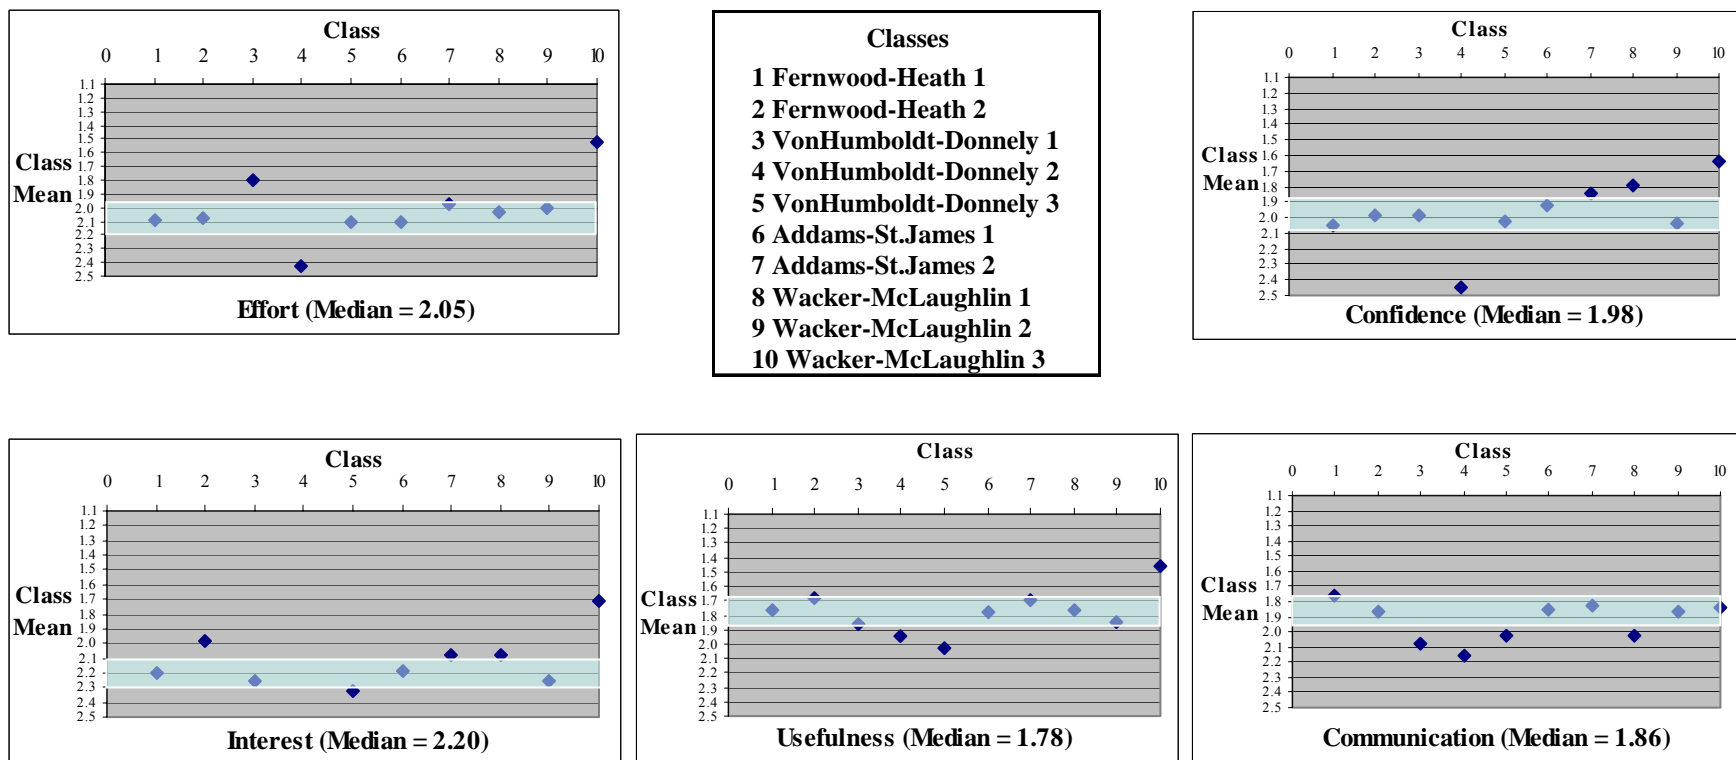 Class
0 1 2 3 4 5 6 7 8 9 10
1.1
1.2
1.3
1.4
1.5
1.6
1.7
1.8
1.9
2.0
2.1
2.2
2.3
2.4
2.5
Class
Mean
Effort (Median = 2.05)
Classes
1 Fernwood-Heath 1
2 Fernwood-Heath 2
3 VonHumboldt-Donnely 1
4 VonHumboldt-Donnely 2
5 VonHumboldt-Donnely 3
6 Addams-St.James 1
7 Addams-St.James 2
8 Wacker-McLaughlin 1
9 Wacker-McLaughlin 2
10 Wacker-McLaughlin 3
Class
0 1 2 3 4 5 6 7 8 9 10
1.1
1.2
1.3
1.4
1.5
1.6
1.7
1.8
1.9
2.0
2.1
2.2
2.3
2.4
2.5
Class
Mean
Confidence (Median = 1.98)
Class
0 1 2 3 4 5 6 7 8 9 10
1.1
1.2
1.3
1.4
1.5
1.6
1.7
1.8
1.9
2.0
2.1
2.2
2.3
2.4
2.5
Class
Mean
Interest (Median = 2.20)
Class
0 1 2 3 4 5 6 7 8 9 10
1.1
1.2
1.3
1.4
1.5
1.6
1.7
1.8
1.9
2.0
2.1
2.2
2.3
2.4
2.5
Class
Mean
Usefulness (Median = 1.78)
Class
0 1 2 3 4 5 6 7 8 9 10
1.1
1.2
1.3
1.4
1.5
1.6
1.7
1.8
1.9
2.0
2.1
2.2
2.3
2.4
2.5
Class
Mean
Communication (Median = 1.86)